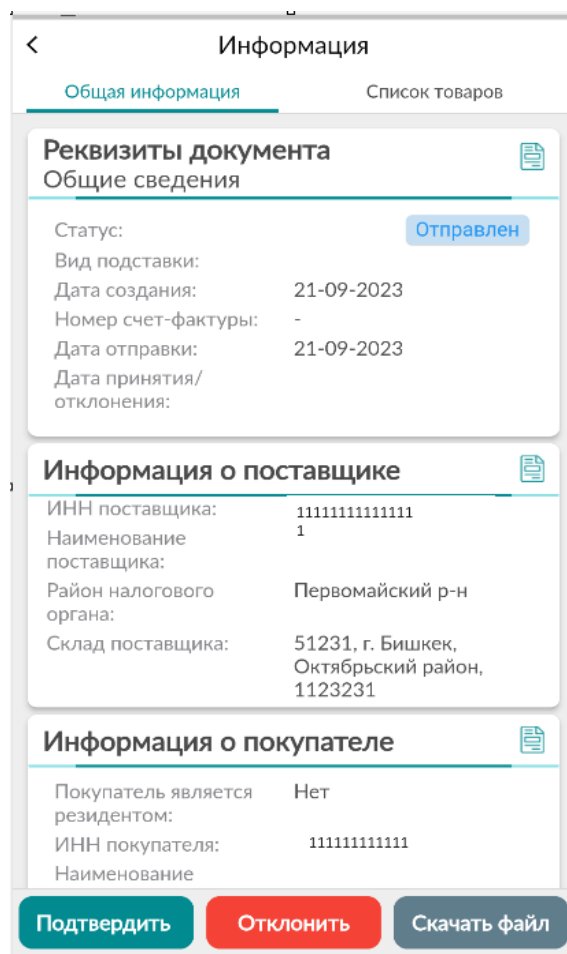 Информация
Общая информация
Список товаров
Реквизиты документа
Общие сведения
Статус: Отправлен
Вид подставки:
Дата создания: 21-09-2023
Номер счет-фактуры: -
Дата отправки: 21-09-2023
Дата принятия/
отклонения:
Информация о поставщике
ИНН поставщика: 11111111111111
1
Наименование
поставщика:
Район налогового Первомайский р-н
органа:
Склад поставщика: 51231, г. Бишкек,
Октябрьский район,
1123231
Информация о покупателе
Покупатель является Нет
резидентом:
ИНН покупателя: 111111111111
Наименование
Подтвердить
Отклонить
Скачать файл